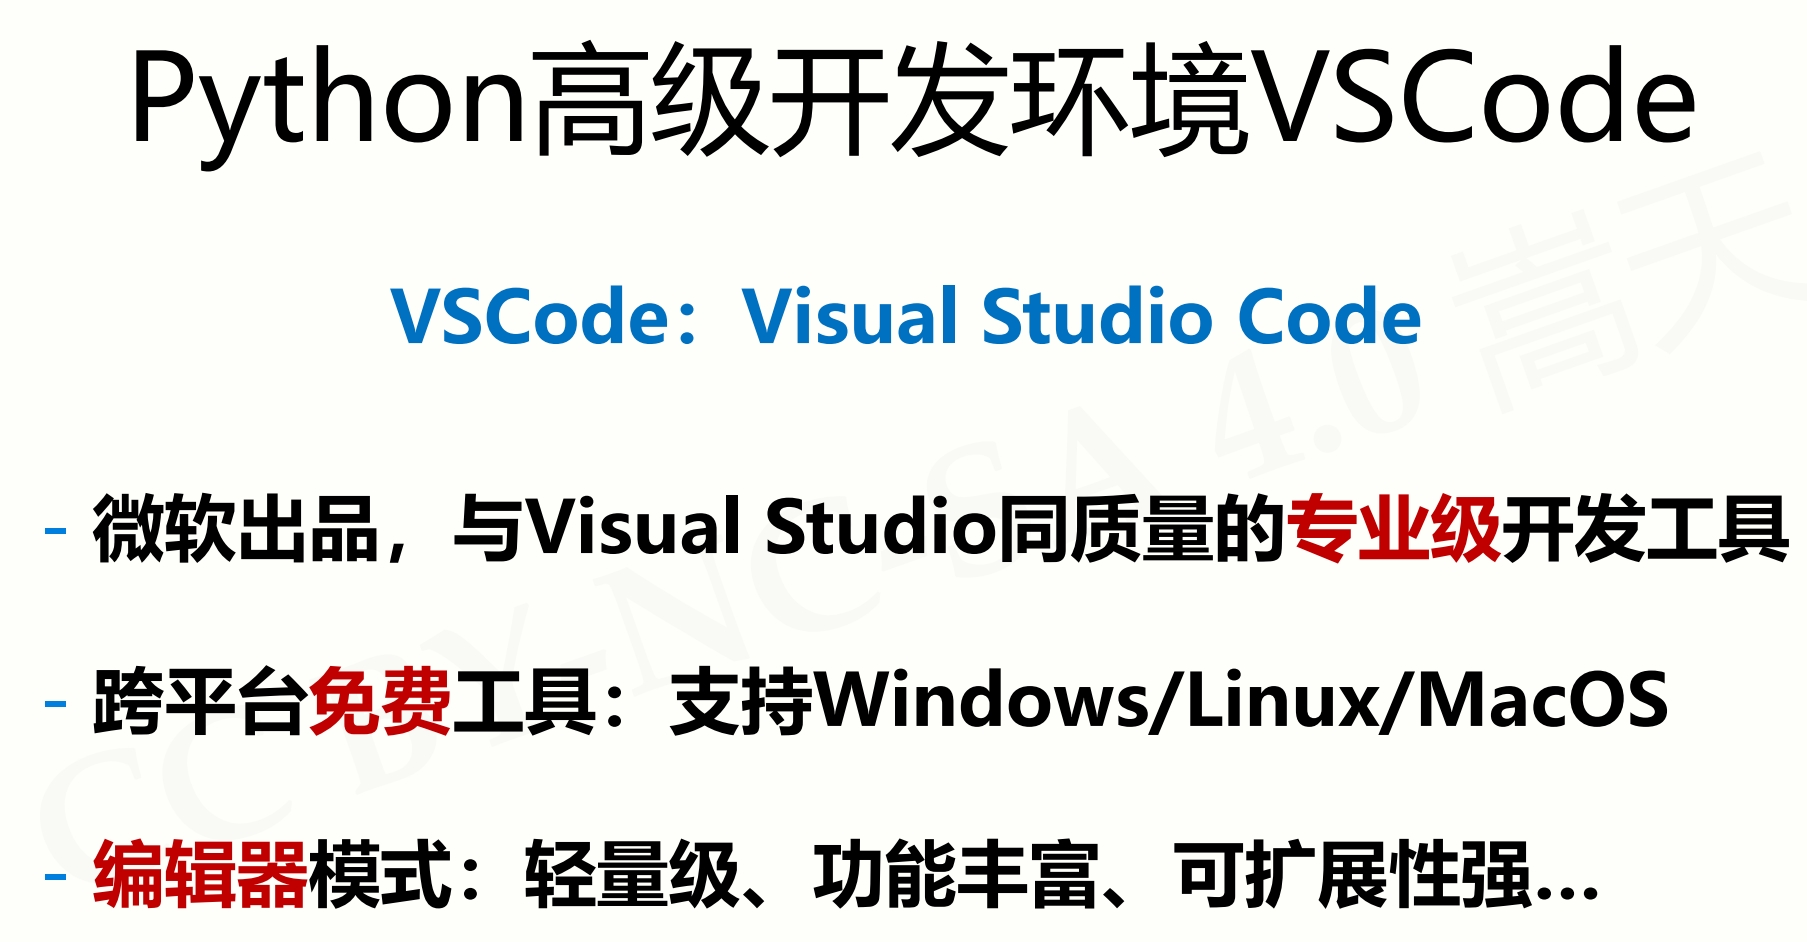 Python高级开发环境VSCode
VSCode：Visual Studio Code
- 微软出品，与Visual Studio同质量的专业级开发工具
- 跨平台免费工具：支持Windows/Linux/MacOS
- 编辑器模式：轻量级、功能丰富、可扩展性强…
CC BY-NC-SA 4.0 嵩天